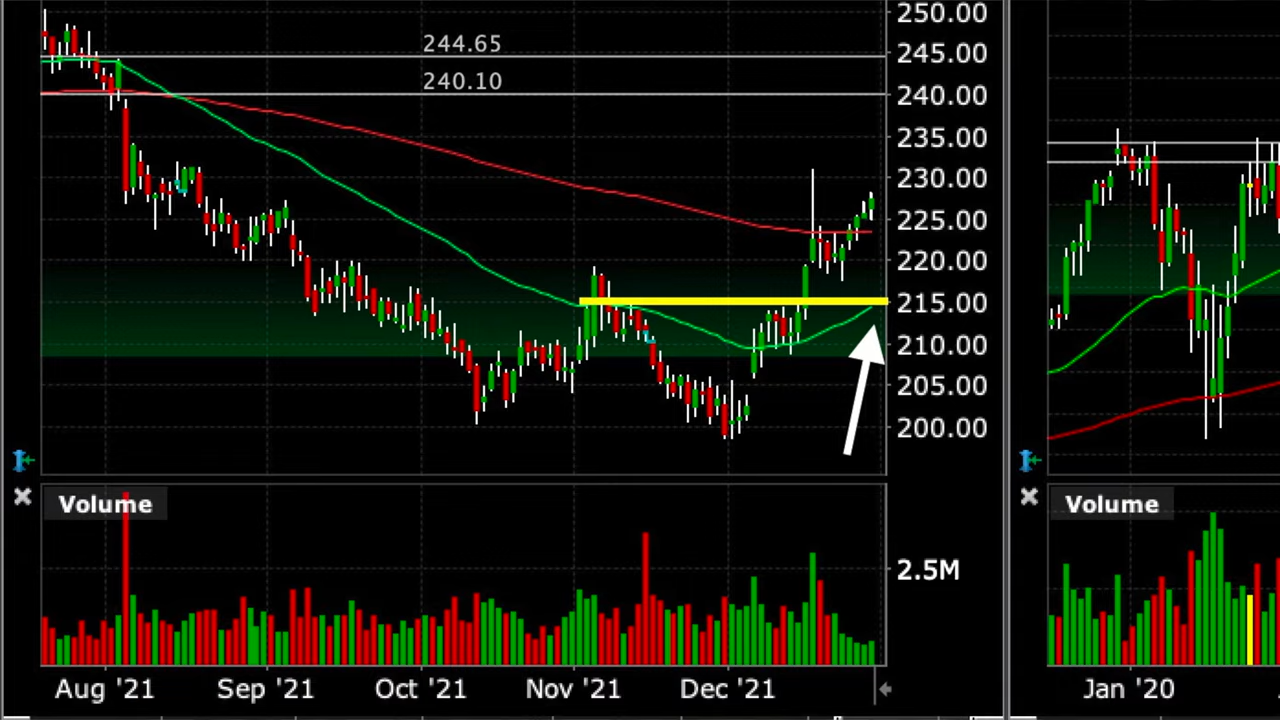 250.00
244.65
245.00
240.10
240.00
235.00
230.00
225.00
220.00
215.00
210.00
205.00
200.00
Volume
2.5M
Aug '21 Sep '21 Oct '21 Nov '21 Dec '21
Volume
Jan '20